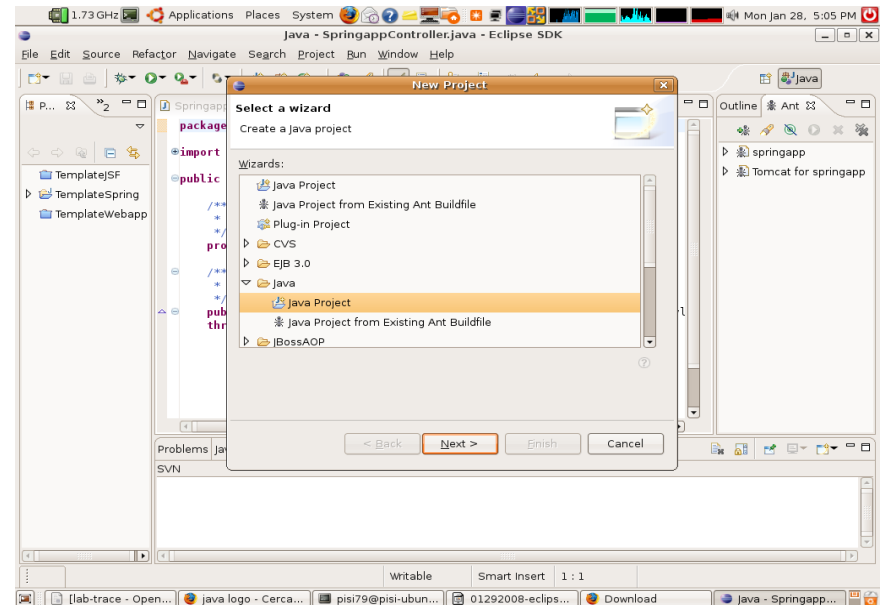 1.73 GHz Applications Places System Mon Jan 28, 5:05 PM
Java - SpringappController.java - Eclipse SDK
File Edit Source Refactor Navigate Search Project Run Window Help
Java
P... 2
TemplateJSF
TemplateSpring
TemplateWebapp
Springapp
package
import
public
/**
*
*/
pro
/**
*
*/
pub
thr
New Project
Select a wizard
Create a Java project
Wizards:
Java Project
Java Project from Existing Ant Buildfile
Plug-in Project
CVS
EJB 3.0
Java
Java Project
Java Project from Existing Ant Buildfile
JBossAOP
< Back Next > Finish Cancel
Outline Ant
springapp
Tomcat for springapp
Problems Jav
SVN
Writable Smart Insert 1 : 1
[lab-trace - Open... java logo - Cerca... pisi79@pisi-ubun... 01292008-eclips... Download Java - Springapp...